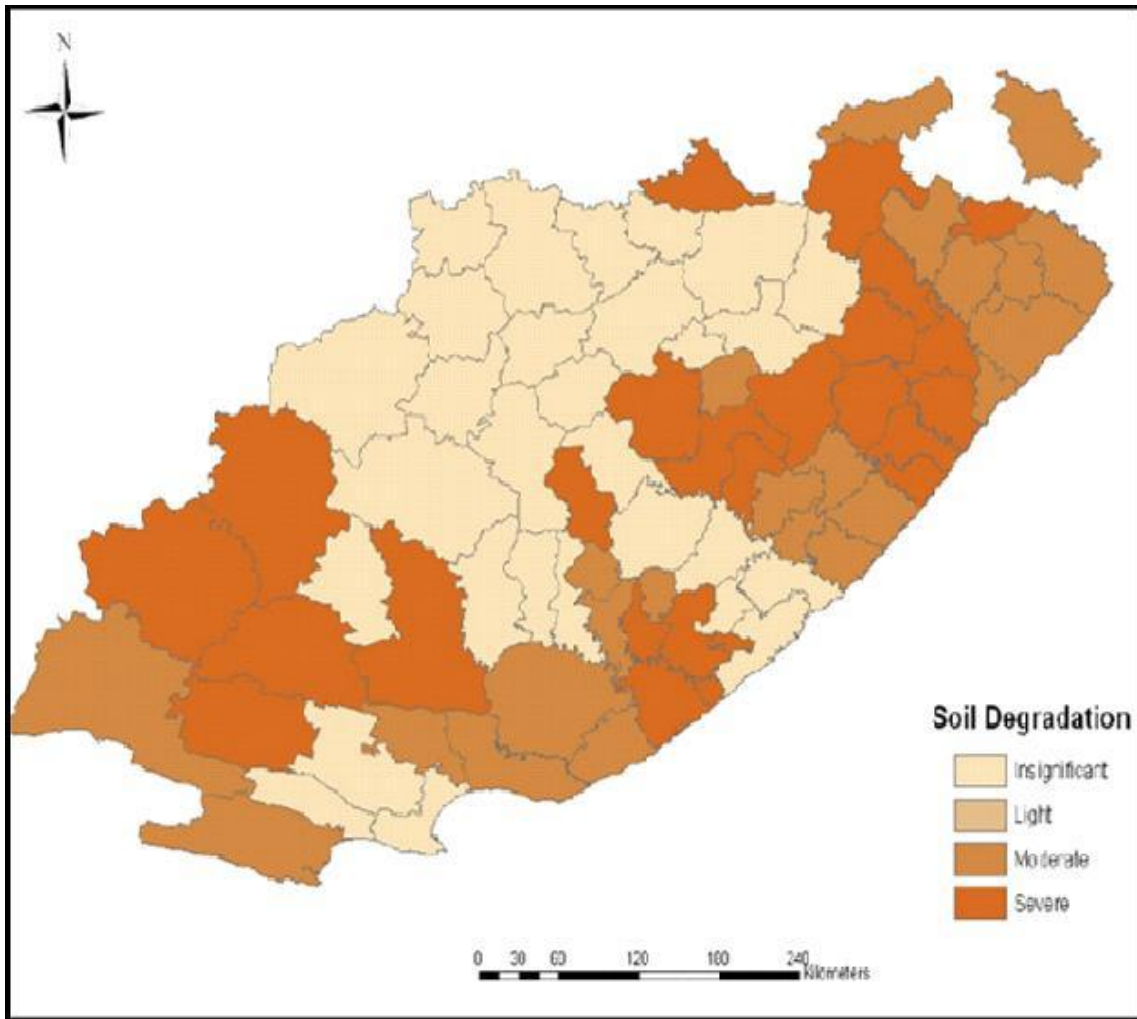 N
Soil Degradation
Insignificant
Light
Moderate
Severe
0 30 60 120 180 240
Kilometers